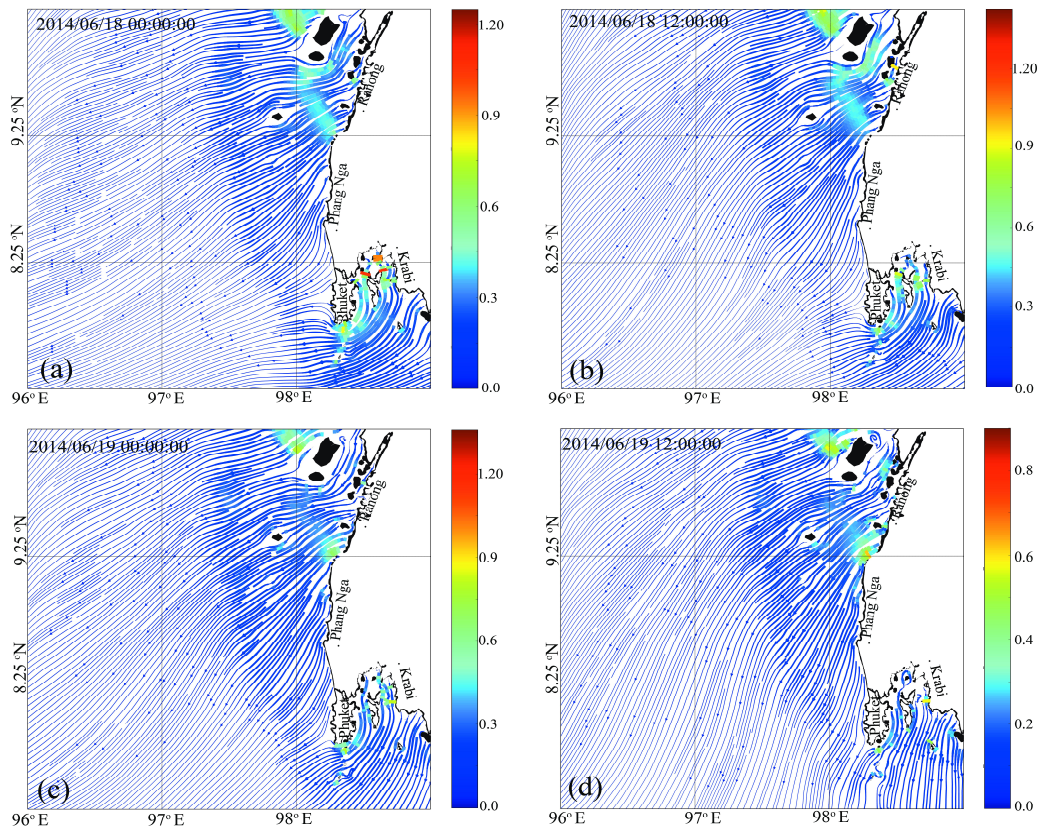 2014/06/18 00:00:00
9.25 °N
8.25 °N
Ranong
Phang Nga
Phuket
Krabi
(a)
96° E
97° E
98° E
1.20
0.9
0.6
0.3
0.0
2014/06/18 12:00:00
9.25 °N
8.25 °N
Ranong
Phang Nga
Phuket
Krabi
(b)
96° E
97° E
98° E
1.20
0.9
0.6
0.3
0.0
2014/06/19 00:00:00
9.25 °N
8.25 °N
Ranong
Phang Nga
Phuket
Krabi
(c)
96° E
97° E
98° E
1.20
0.9
0.6
0.3
0.0
2014/06/19 12:00:00
9.25 °N
8.25 °N
Ranong
Phang Nga
Phuket
Krabi
(d)
96° E
97° E
98° E
0.8
0.6
0.4
0.2
0.0